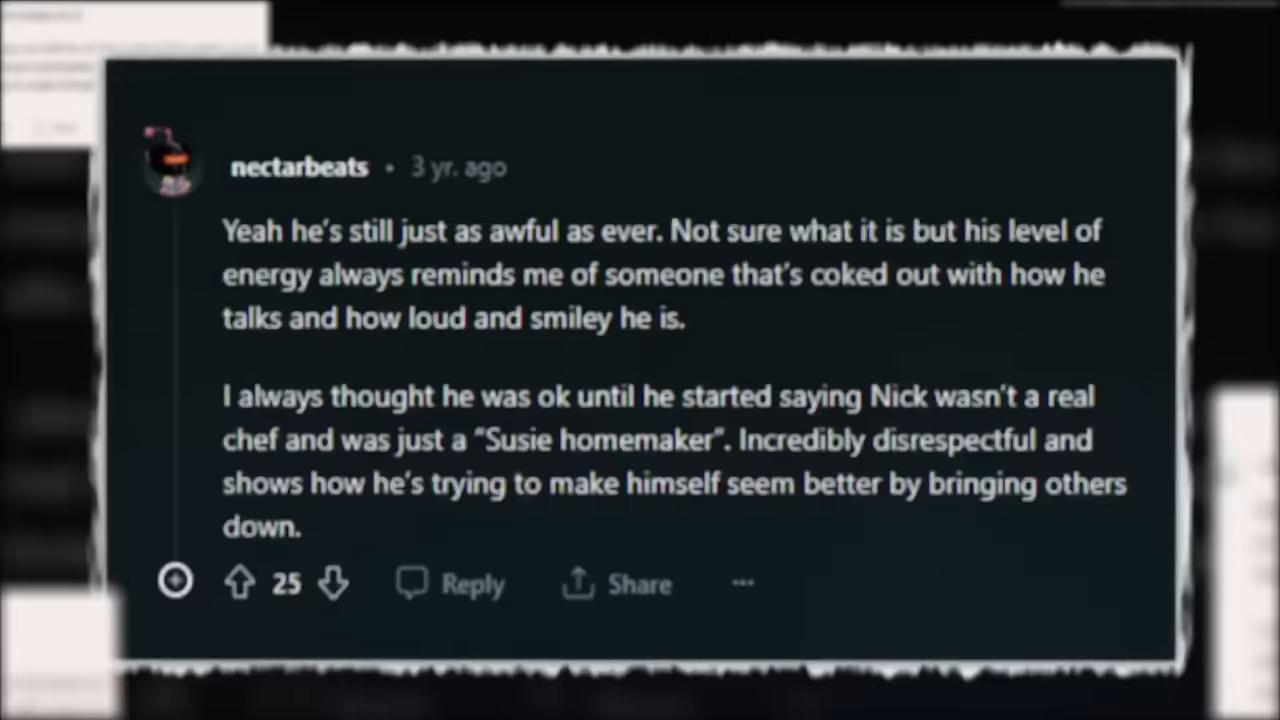 nectarbeats • 3 yr. ago
Yeah he's still just as awful as ever. Not sure what it is but his level of
energy always reminds me of someone that's coked out with how he
talks and how loud and smiley he is.
I always thought he was ok until he started saying Nick wasn't a real
chef and was just a "Susie homemaker". Incredibly disrespectful and
shows how he's trying to make himself seem better by bringing others
down.
25 Reply Share ...